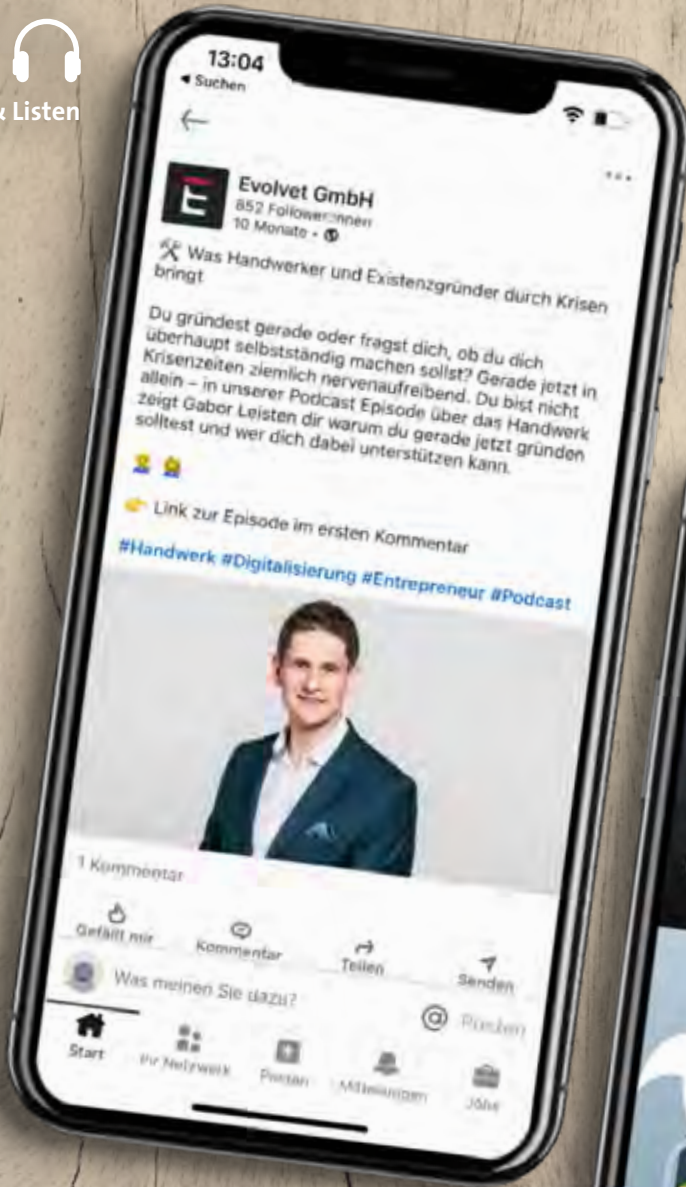 & Listen
13:04
◀ Suchen
Evolvet GmbH
852 Follower:innen
10 Monate •
🛠 Was Handwerker und Existenzgründer durch Krisen
bringt
Du gründest gerade oder fragst dich, ob du dich
überhaupt selbstständig machen sollst? Gerade jetzt in
Krisenzeiten ziemlich nervenaufreibend. Du bist nicht
allein – in unserer Podcast Episode über das Handwerk
zeigt Gabor Leisten dir warum du gerade jetzt gründen
solltest und wer dich dabei unterstützen kann.
👉 Link zur Episode im ersten Kommentar
#Handwerk #Digitalisierung #Entrepreneur #Podcast
1 Kommentar
Gefällt mir Kommentar Teilen Senden
Was meinen Sie dazu? @ Posten
Start Ihr Netzwerk Posten Mitteilungen Jobs